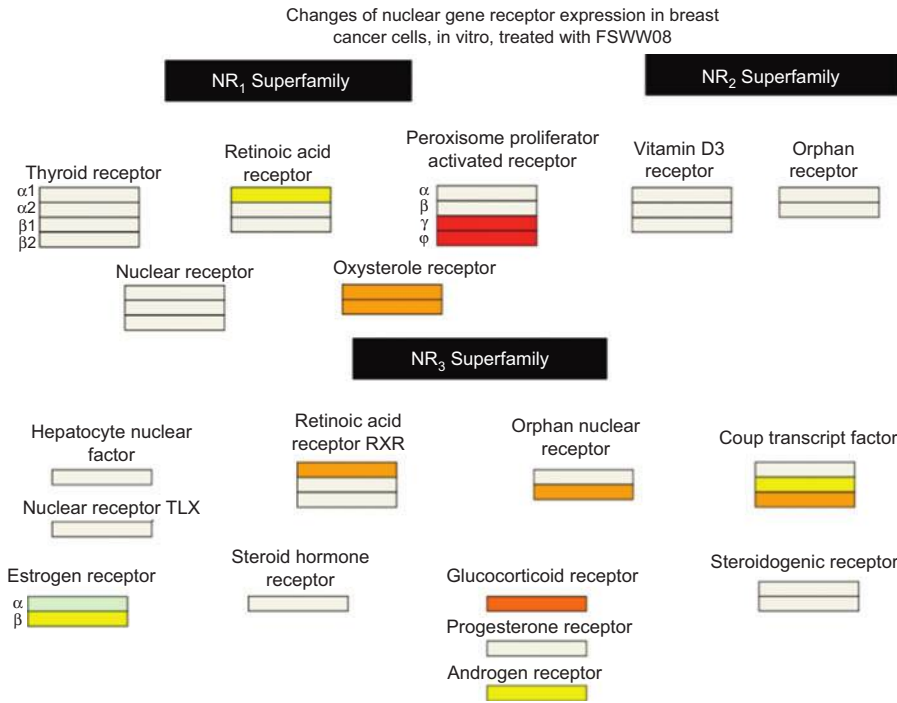 Changes of nuclear gene receptor expression in breast
cancer cells, in vitro, treated with FSWW08
NR₁ Superfamily
NR₂ Superfamily
Thyroid receptor
α1
α2
β1
β2
Retinoic acid
receptor
Peroxisome proliferator
activated receptor
α
β
γ
φ
Vitamin D3
receptor
Orphan
receptor
Nuclear receptor
Oxysterole receptor
NR₃ Superfamily
Hepatocyte nuclear
factor
Retinoic acid
receptor RXR
Orphan nuclear
receptor
Coup transcript factor
Nuclear receptor TLX
Estrogen receptor
α
β
Steroid hormone
receptor
Glucocorticoid receptor
Steroidogenic receptor
Progesterone receptor
Androgen receptor